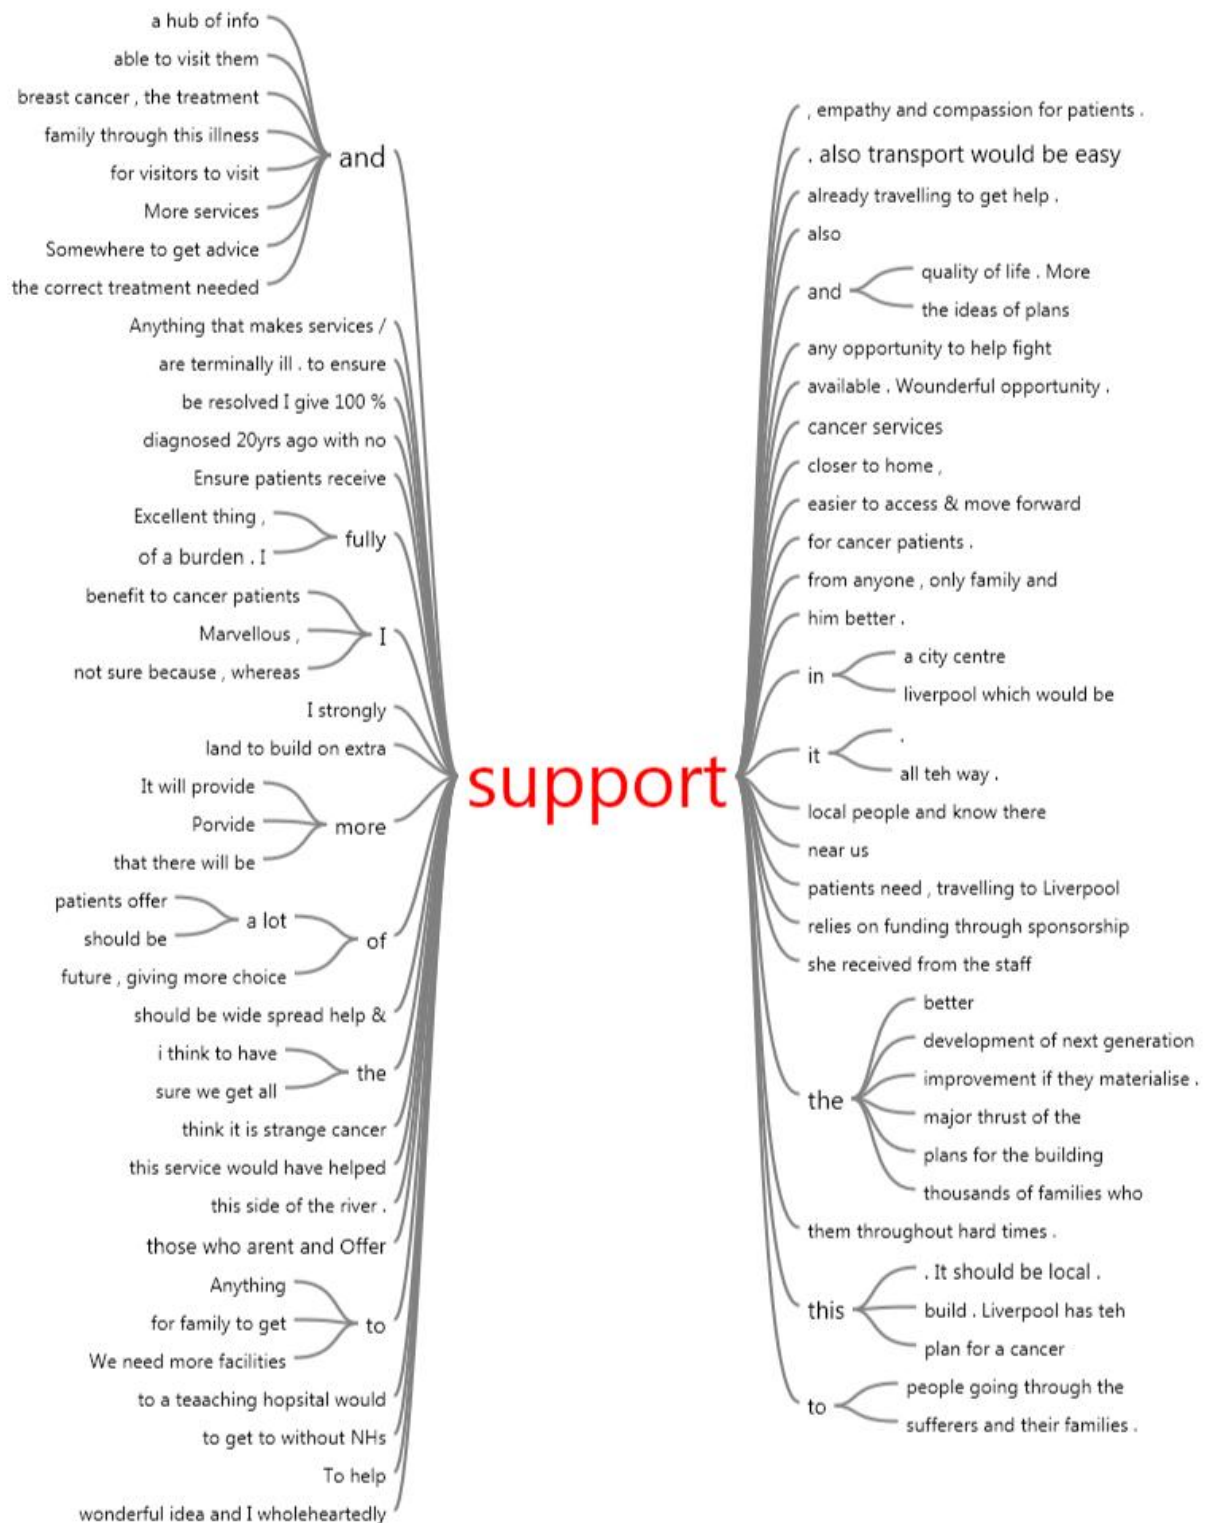 a hub of info
able to visit them
breast cancer , the treatment
family through this illness
for visitors to visit
More services
Somewhere to get advice
the correct treatment needed
and
Anything that makes services /
are terminally ill . to ensure
be resolved I give 100 %
diagnosed 20yrs ago with no
Ensure patients receive
Excellent thing ,
of a burden . I
fully
benefit to cancer patients
Marvellous ,
not sure because , whereas
I
I strongly
land to build on extra
It will provide
Porvide
that there will be
more
patients offer
should be
a lot
future , giving more choice
of
should be wide spread help &
i think to have
sure we get all
the
think it is strange cancer
this service would have helped
this side of the river .
those who arent and Offer
Anything
for family to get
We need more facilities
to
to a teaaching hopsital would
to get to without NHs
To help
wonderful idea and I wholeheartedly
support
, empathy and compassion for patients .
. also transport would be easy
already travelling to get help .
also
and
quality of life . More
the ideas of plans
any opportunity to help fight
available . Wounderful opportunity .
cancer services
closer to home ,
easier to access & move forward
for cancer patients .
from anyone , only family and
him better .
in
a city centre
liverpool which would be
it
.
all teh way .
local people and know there
near us
patients need , travelling to Liverpool
relies on funding through sponsorship
she received from the staff
the
better
development of next generation
improvement if they materialise .
major thrust of the
plans for the building
thousands of families who
them throughout hard times .
this
. It should be local .
build . Liverpool has teh
plan for a cancer
to
people going through the
sufferers and their families .